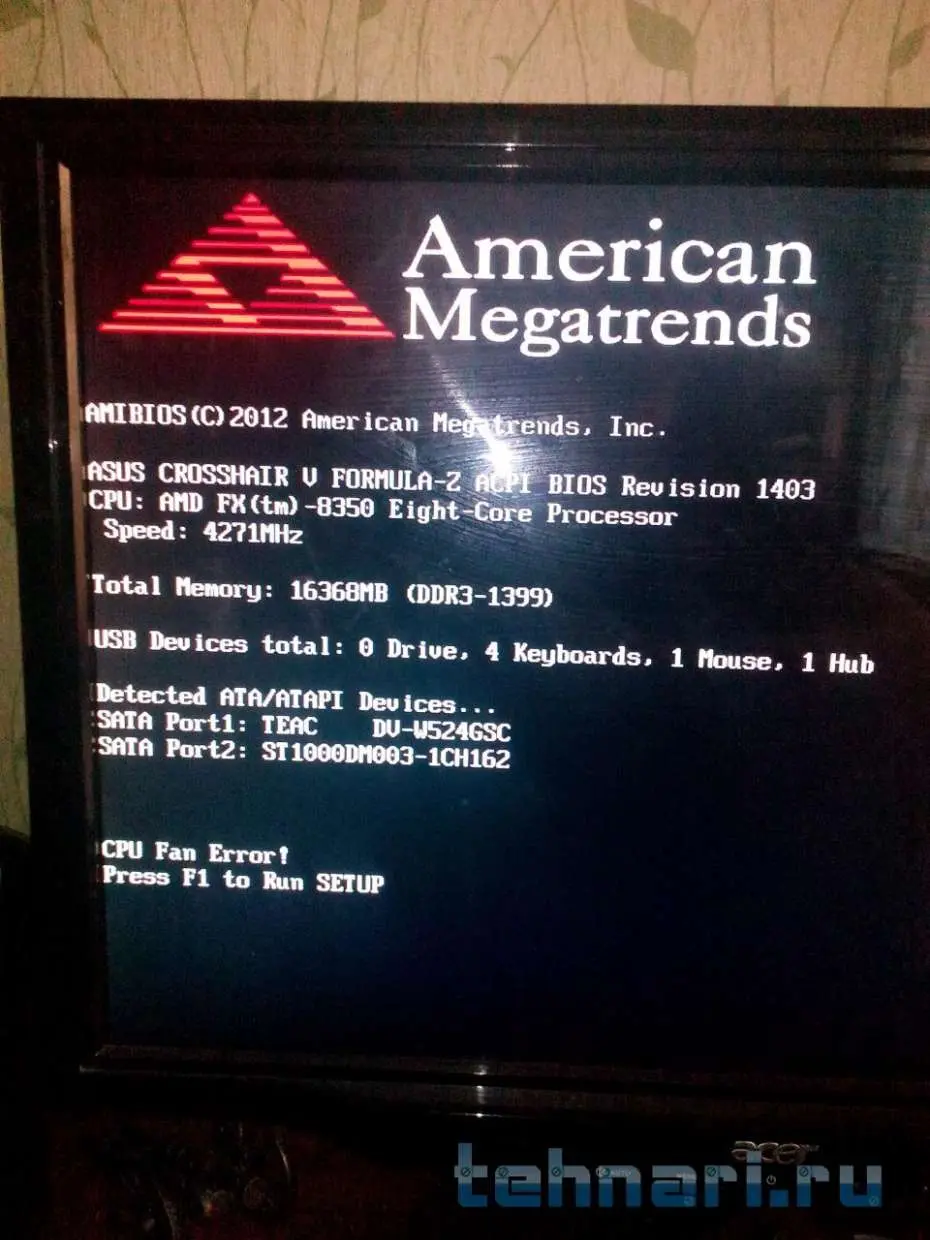 American
Megatrends
AMIBIOS(C)2012 American Megatrends, Inc.
ASUS CROSSHAIR V FORMULA-Z ACPI BIOS Revision 1403
CPU: AMD FX(tm)-8350 Eight-Core Processor
Speed: 4271MHz
Total Memory: 16368MB (DDR3-1399)
USB Devices total: 0 Drive, 4 Keyboards, 1 Mouse, 1 Hub
Detected ATA/ATAPI Devices...
SATA Port1: TEAC DV-W524GSC
SATA Port2: ST1000DM003-1CH162
CPU Fan Error!
Press F1 to Run SETUP
acer
tehnari.ru